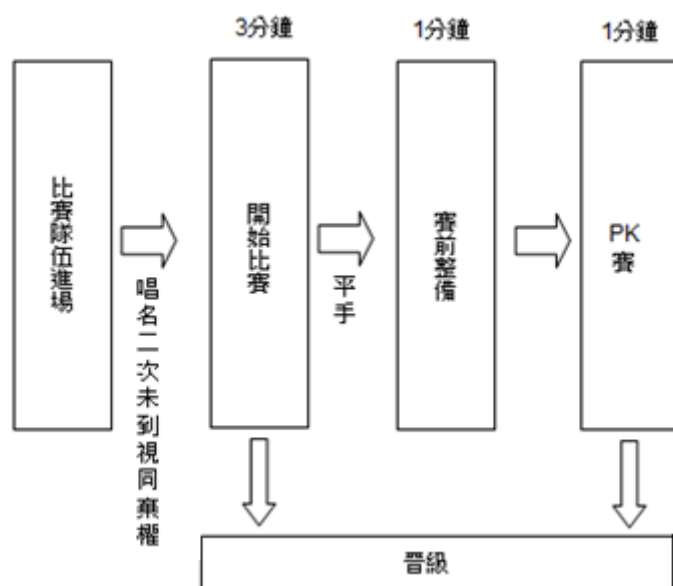 3分鐘
1分鐘
1分鐘
比賽隊伍進場
唱名二次未到視同棄權
開始比賽
平手
賽前整備
PK
賽
晉級